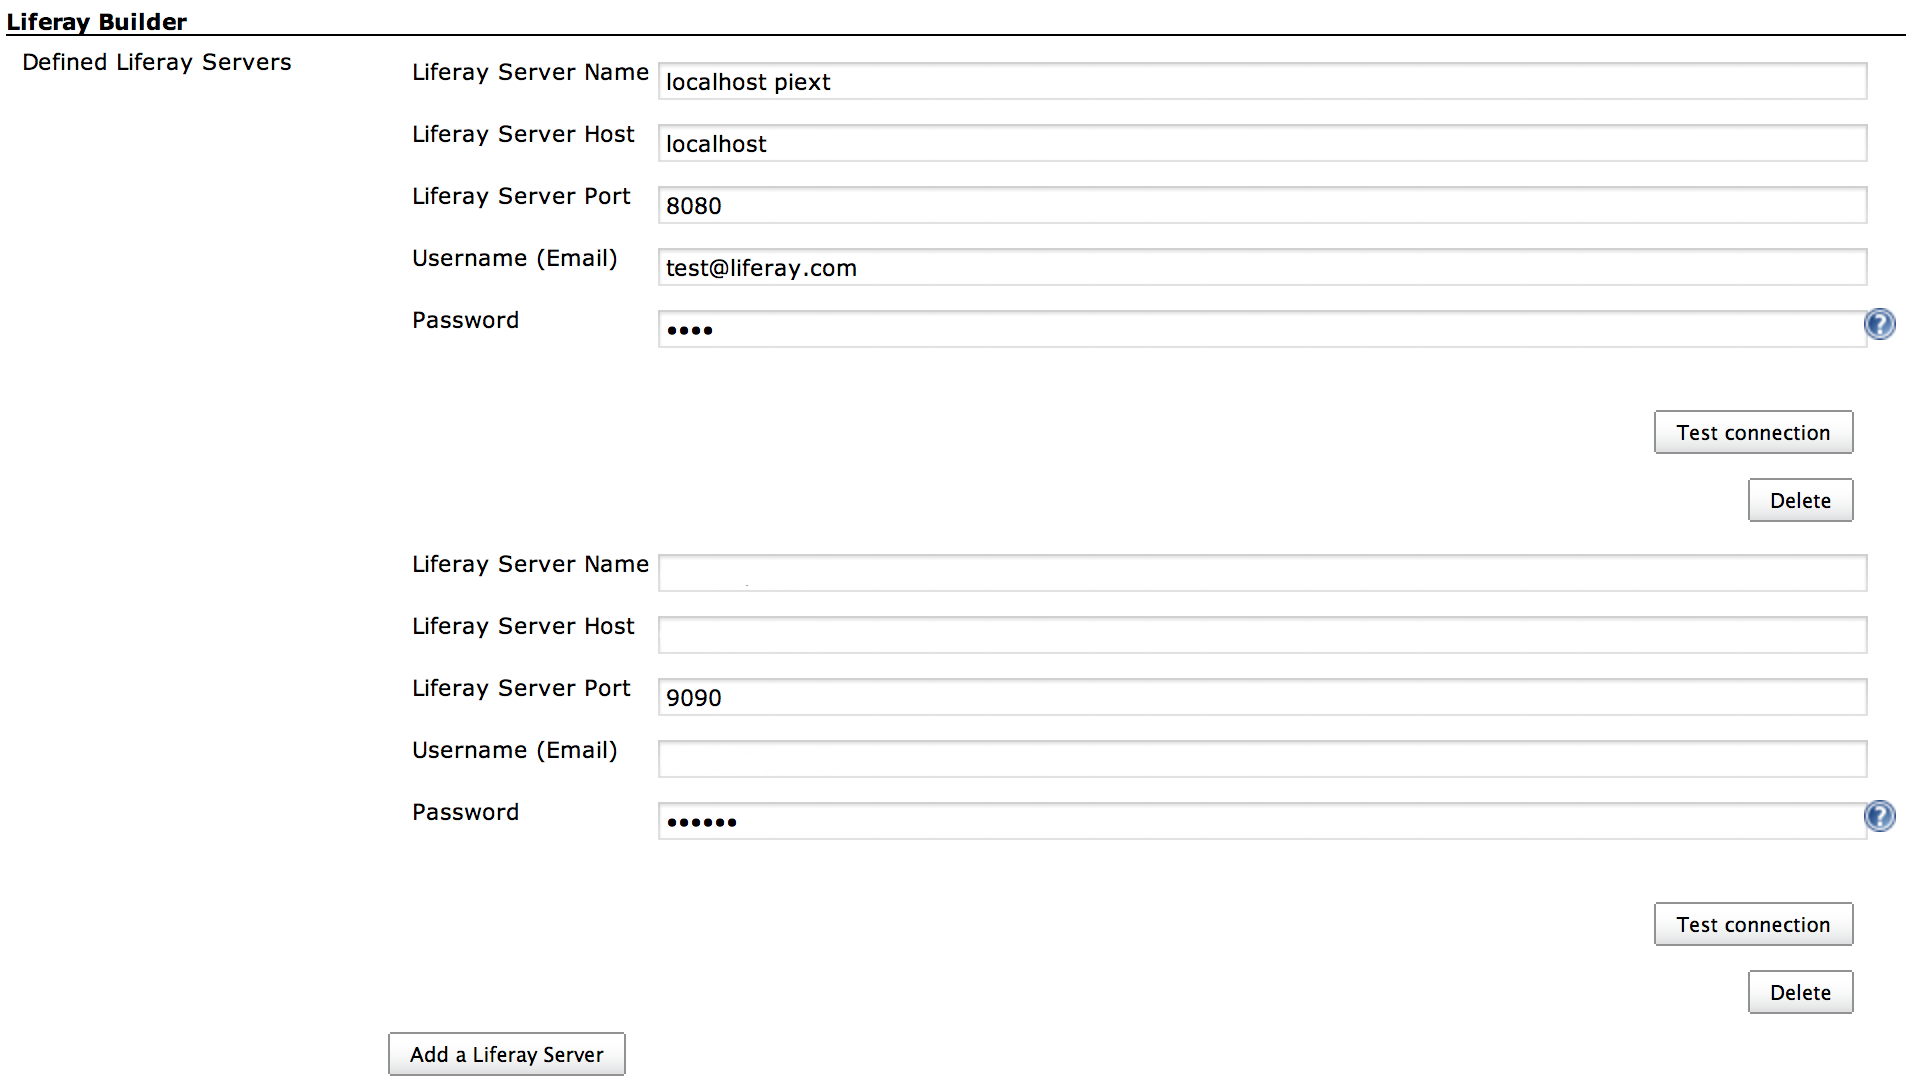 Liferay Builder
Defined Liferay Servers
Liferay Server Name localhost piext
Liferay Server Host localhost
Liferay Server Port 8080
Username (Email) test@liferay.com
Password ••••
?
Test connection
Delete
Liferay Server Name
Liferay Server Host
Liferay Server Port 9090
Username (Email)
Password ••••••
?
Test connection
Delete
Add a Liferay Server